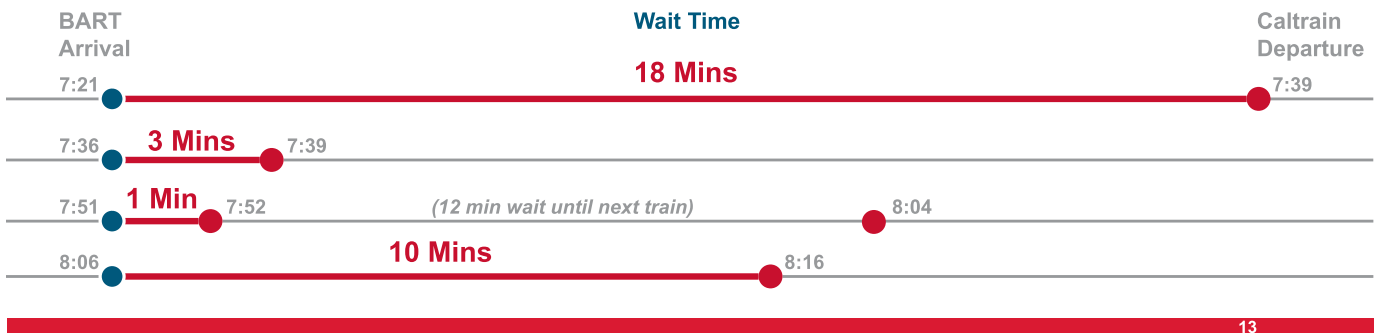 BART
Arrival
Wait Time
Caltrain
Departure
7:21
18 Mins
7:39
7:36
3 Mins
7:39
7:51
1 Min
7:52
(12 min wait until next train)
8:04
8:06
10 Mins
8:16
13